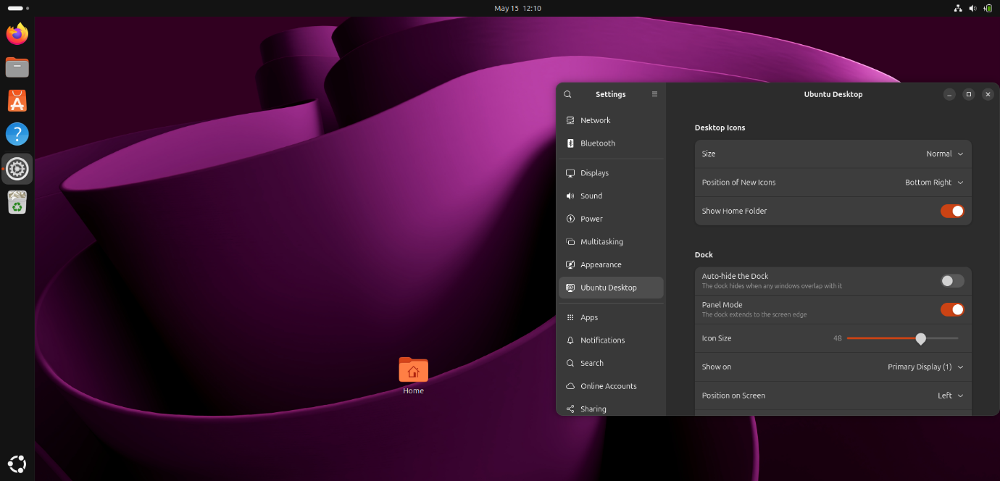 May 15 12:10
Settings
Ubuntu Desktop
Network
Bluetooth
Displays
Sound
Power
Multitasking
Appearance
Ubuntu Desktop
Apps
Notifications
Search
Online Accounts
Sharing
Desktop Icons
Size
Normal
Position of New Icons
Bottom Right
Show Home Folder
Dock
Auto-hide the Dock
The dock hides when any windows overlap with it
Panel Mode
The dock extends to the screen edge
Icon Size
48
Show on
Primary Display (1)
Position on Screen
Left
Home